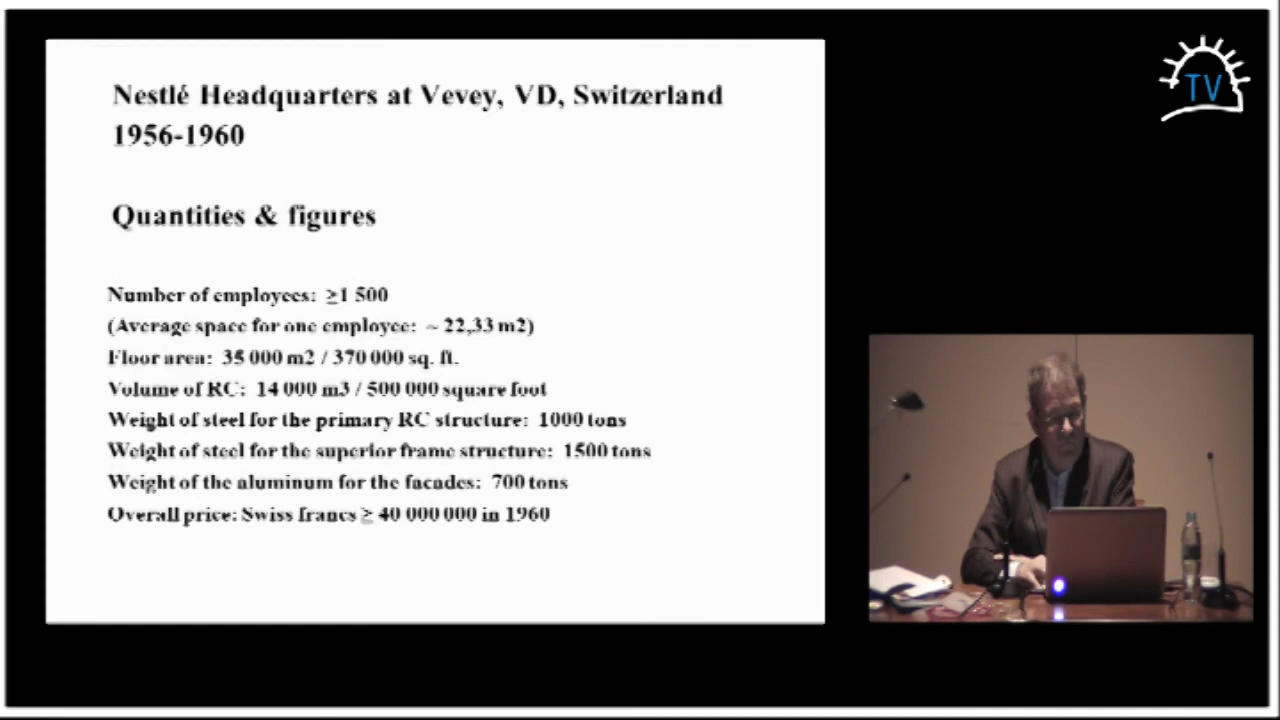 Nestlé Headquarters at Vevey, VD, Switzerland
1956-1960
Quantities & figures
Number of employees: ≥1 500
(Average space for one employee: ~ 22,33 m2)
Floor area: 35 000 m2 / 370 000 sq. ft.
Volume of RC: 14 000 m3 / 500 000 square foot
Weight of steel for the primary RC structure: 1000 tons
Weight of steel for the superior frame structure: 1500 tons
Weight of the aluminum for the facades: 700 tons
Overall price: Swiss francs ≥ 40 000 000 in 1960
TV